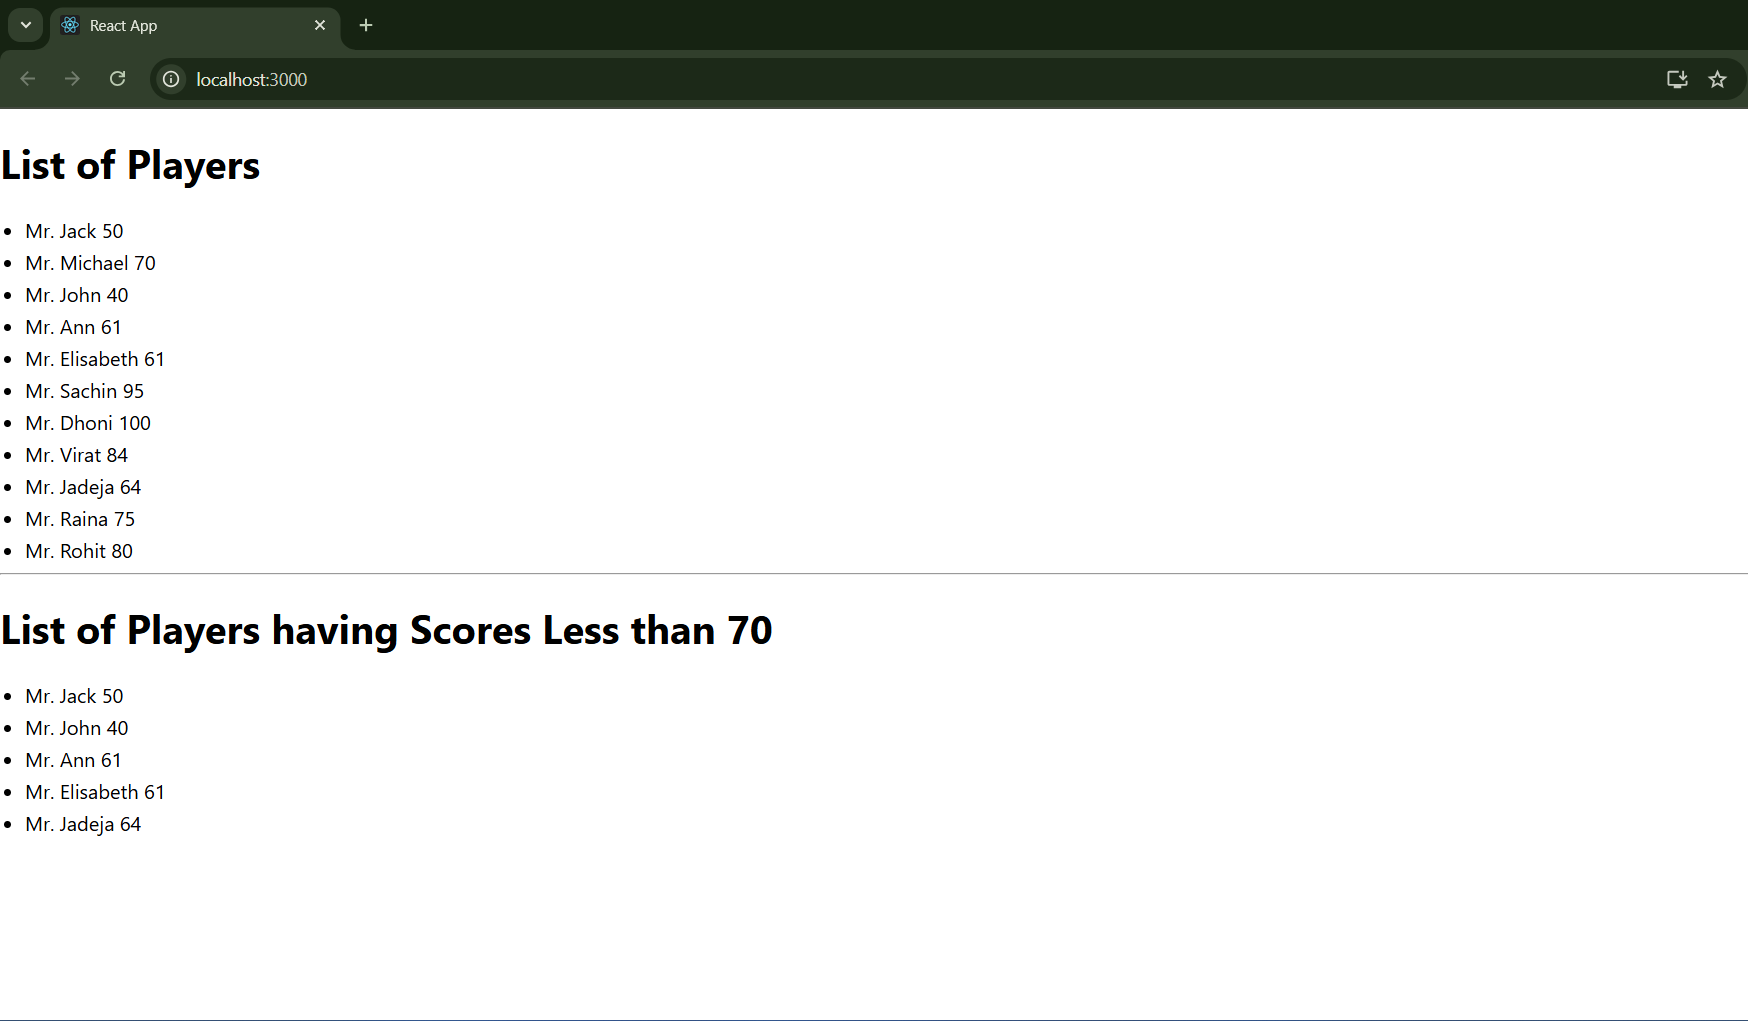 React App
localhost:3000
List of Players
Mr. Jack 50
Mr. Michael 70
Mr. John 40
Mr. Ann 61
Mr. Elisabeth 61
Mr. Sachin 95
Mr. Dhoni 100
Mr. Virat 84
Mr. Jadeja 64
Mr. Raina 75
Mr. Rohit 80
List of Players having Scores Less than 70
Mr. Jack 50
Mr. John 40
Mr. Ann 61
Mr. Elisabeth 61
Mr. Jadeja 64